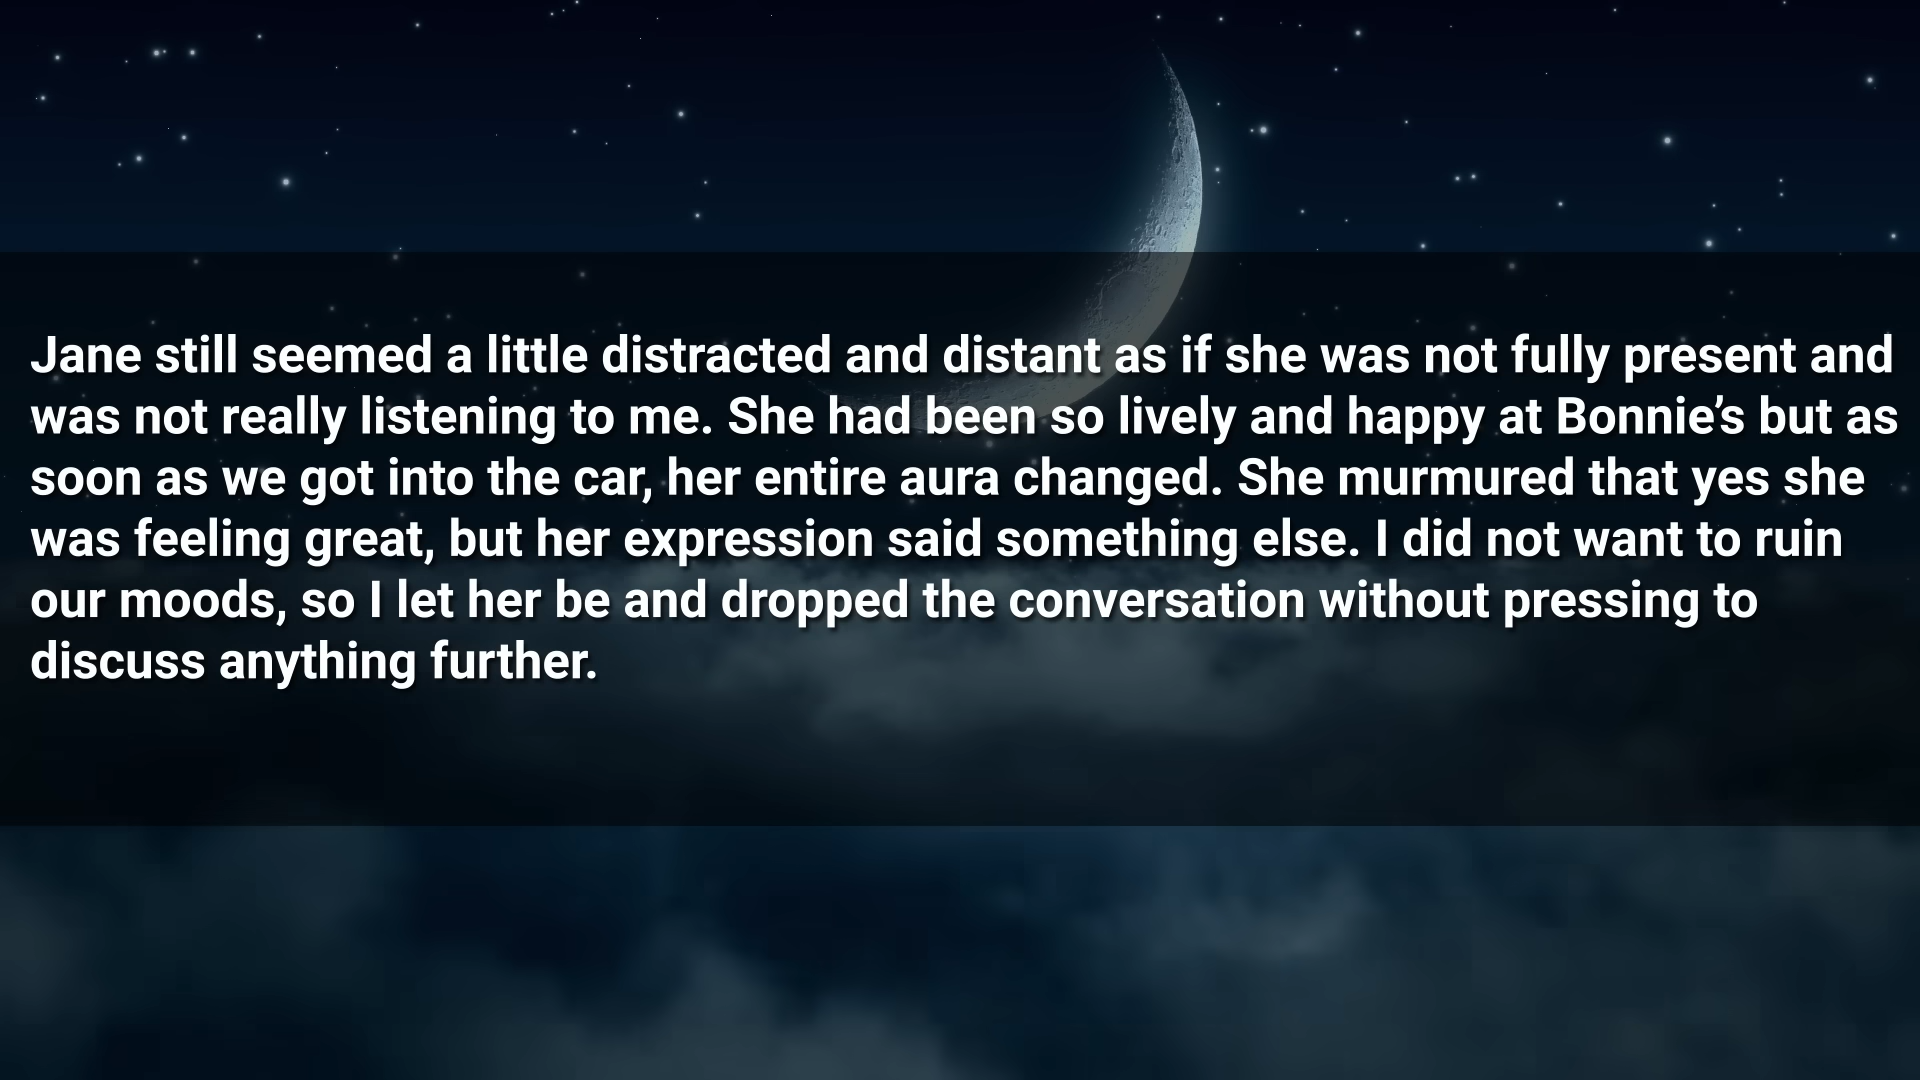 Jane still seemed a little distracted and distant as if she was not fully present and
was not really listening to me. She had been so lively and happy at Bonnie’s but as
soon as we got into the car, her entire aura changed. She murmured that yes she
was feeling great, but her expression said something else. I did not want to ruin
our moods, so I let her be and dropped the conversation without pressing to
discuss anything further.